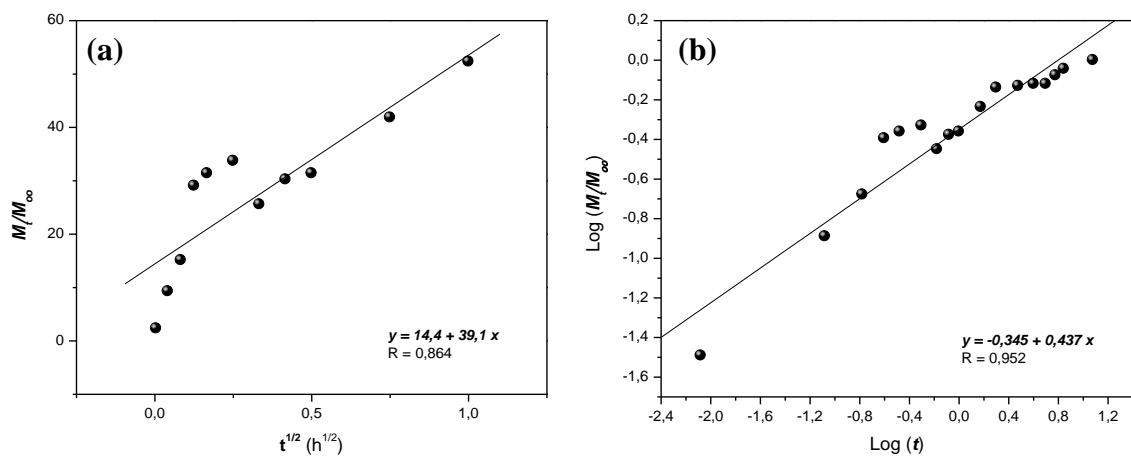 (a)
60
40
20
0
M_t/M_∞
0,0
0,5
1,0
t^{1/2} (h^{1/2})
y = 14,4 + 39,1 x
R = 0,864
(b)
0,2
0,0
-0,2
-0,4
-0,6
-0,8
-1,0
-1,2
-1,4
-1,6
Log (M_t/M_∞)
-2,4
-2,0
-1,6
-1,2
-0,8
-0,4
0,0
0,4
0,8
1,2
Log (t)
y = -0,345 + 0,437 x
R = 0,952